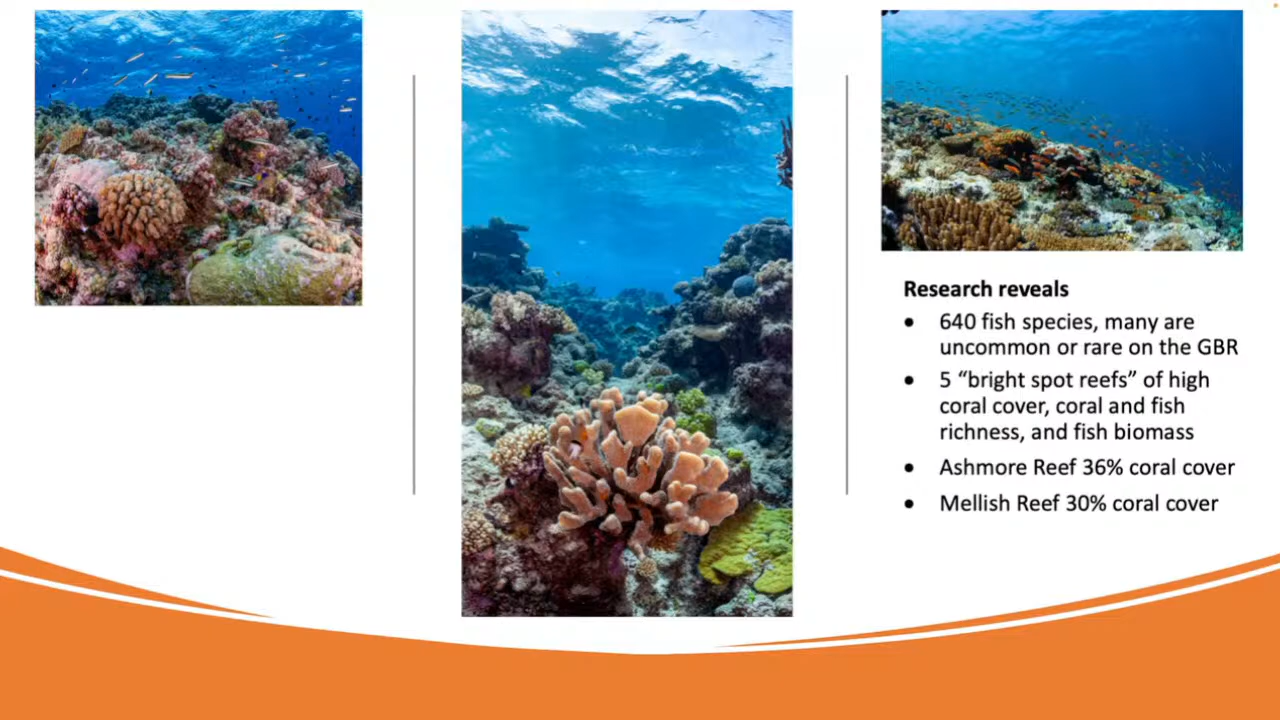 Research reveals
• 640 fish species, many are
uncommon or rare on the GBR
• 5 “bright spot reefs” of high
coral cover, coral and fish
richness, and fish biomass
• Ashmore Reef 36% coral cover
• Mellish Reef 30% coral cover